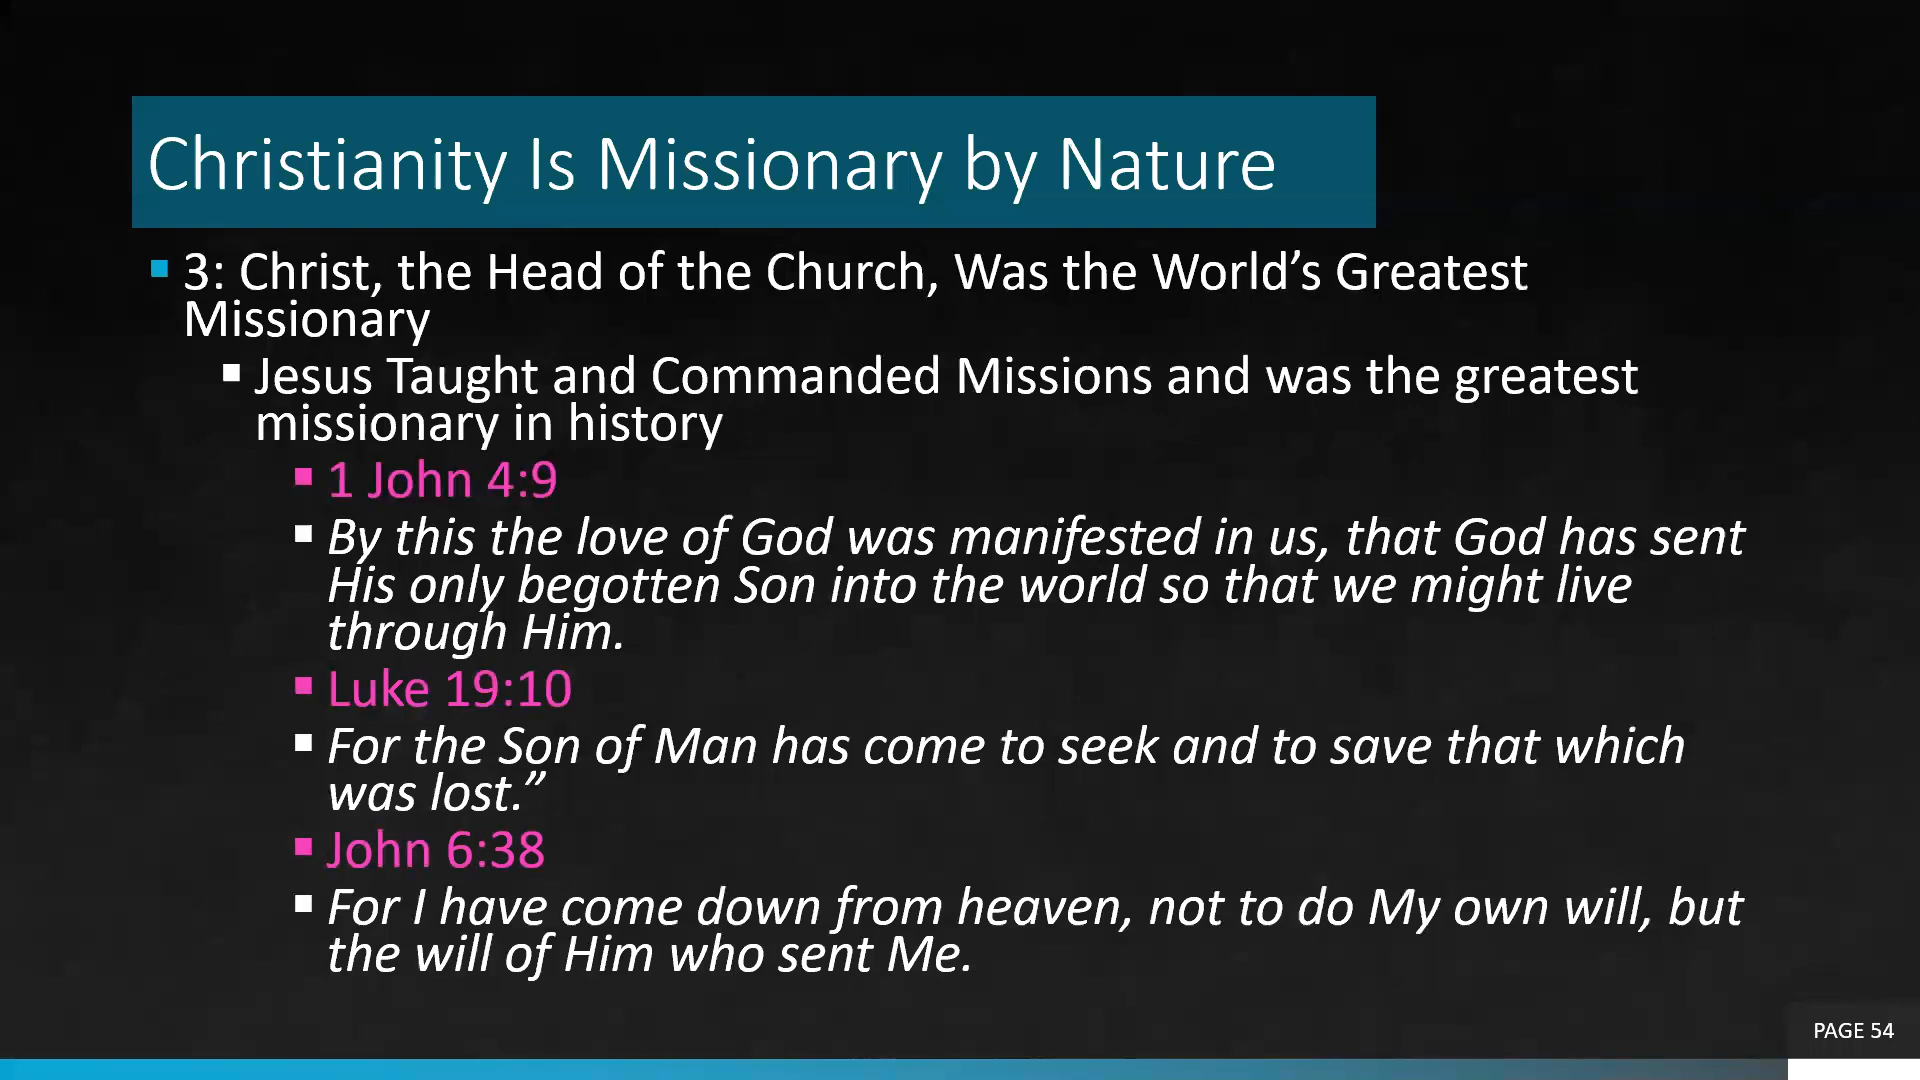 Christianity Is Missionary by Nature
3: Christ, the Head of the Church, Was the World’s Greatest
Missionary
Jesus Taught and Commanded Missions and was the greatest
missionary in history
1 John 4:9
By this the love of God was manifested in us, that God has sent
His only begotten Son into the world so that we might live
through Him.
Luke 19:10
For the Son of Man has come to seek and to save that which
was lost.”
John 6:38
For I have come down from heaven, not to do My own will, but
the will of Him who sent Me.
PAGE 54